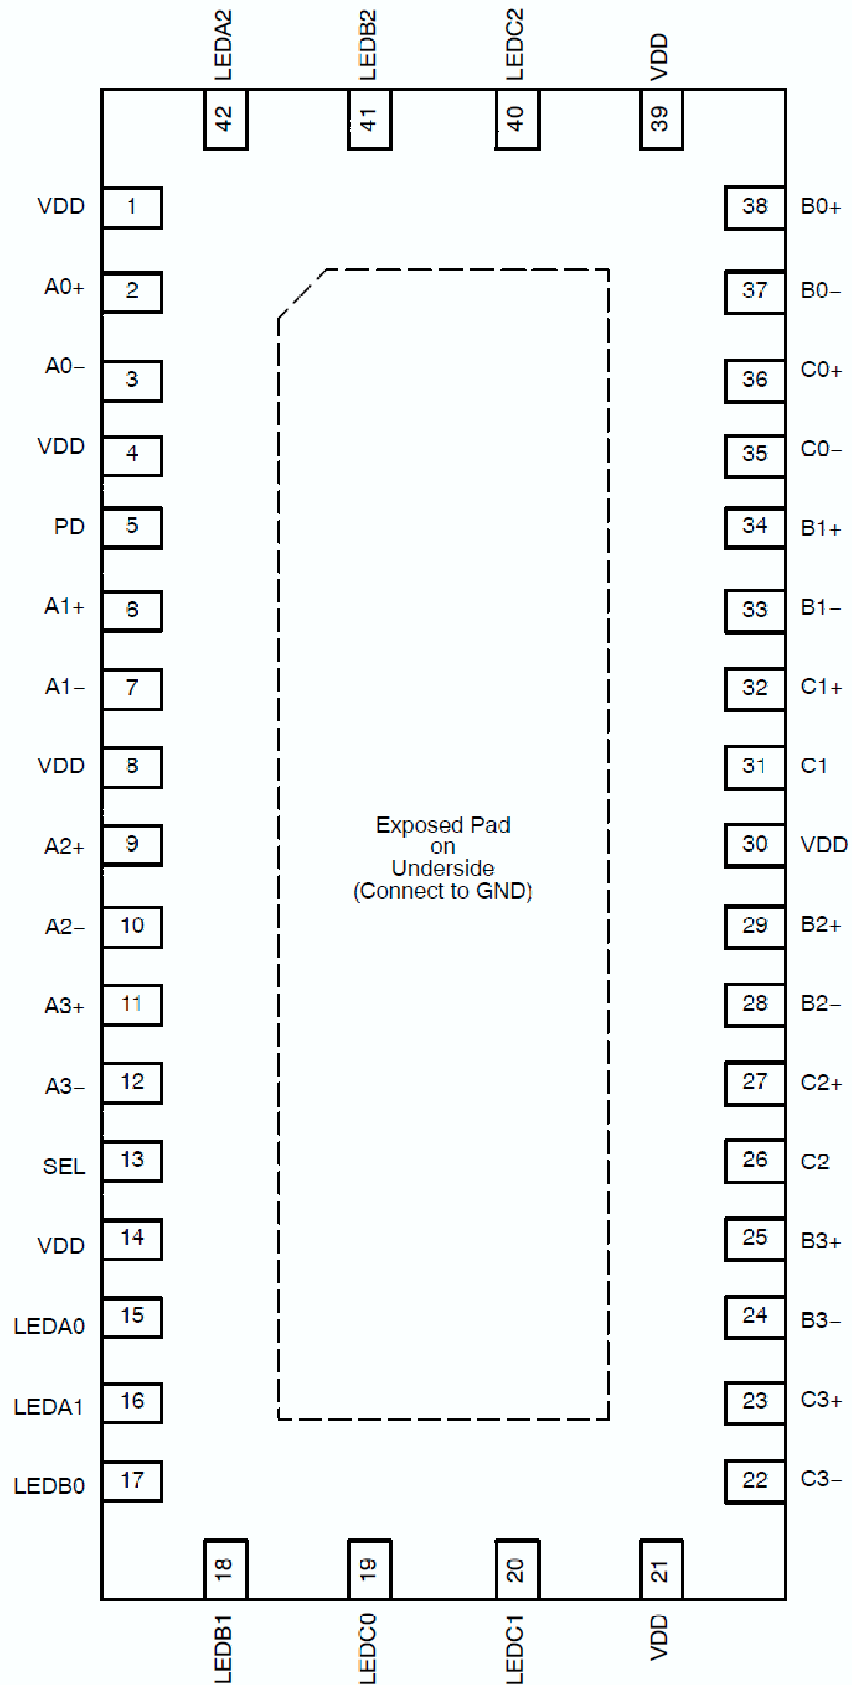 LEDA2 LEDB2 LEDC2 VDD
42 41 40 39
VDD 1 38 B0+
A0+ 2 37 B0−
A0− 3 36 C0+
VDD 4 35 C0−
PD 5 34 B1+
A1+ 6 33 B1−
A1− 7 32 C1+
VDD 8 31 C1
A2+ 9 30 VDD
Exposed Pad
on
Underside
(Connect to GND)
A2− 10 29 B2+
A3+ 11 28 B2−
A3− 12 27 C2+
SEL 13 26 C2
VDD 14 25 B3+
LEDA0 15 24 B3−
LEDA1 16 23 C3+
LEDB0 17 22 C3−
18 19 20 21
LEDB1 LEDC0 LEDC1 VDD